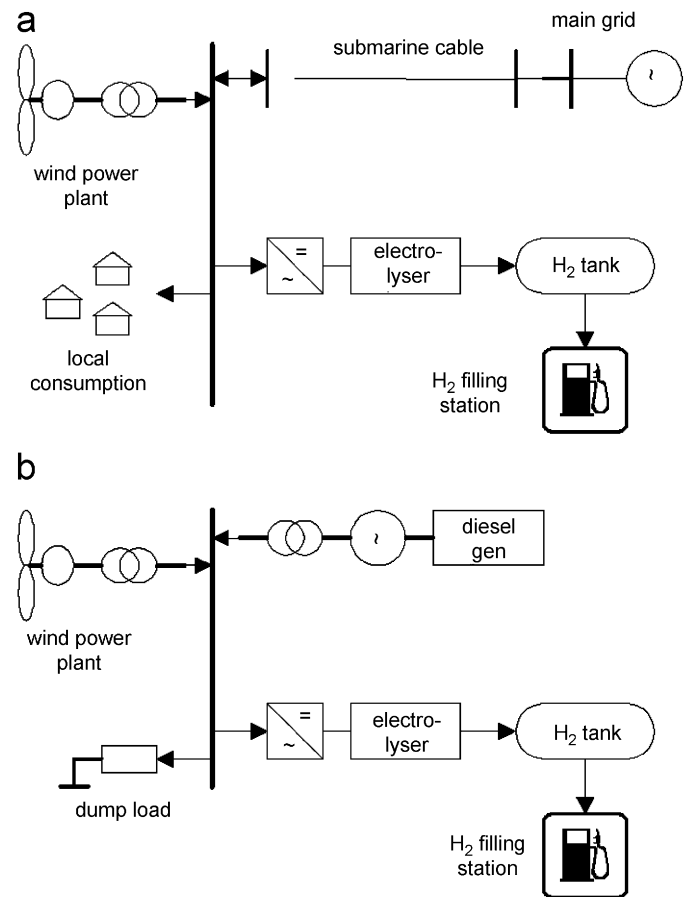 a
main grid
submarine cable
~
wind power
plant
=
~
electro-
lyser
H2 tank
local
consumption
H2 filling
station
b
diesel
gen
~
wind power
plant
=
~
electro-
lyser
H2 tank
dump load
H2 filling
station